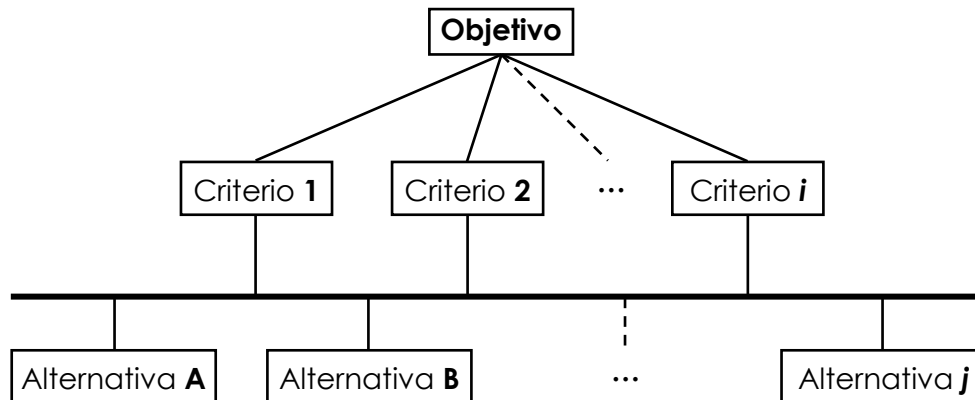 Objetivo
Criterio 1
Criterio 2
...
Criterio i
Alternativa A
Alternativa B
...
Alternativa j